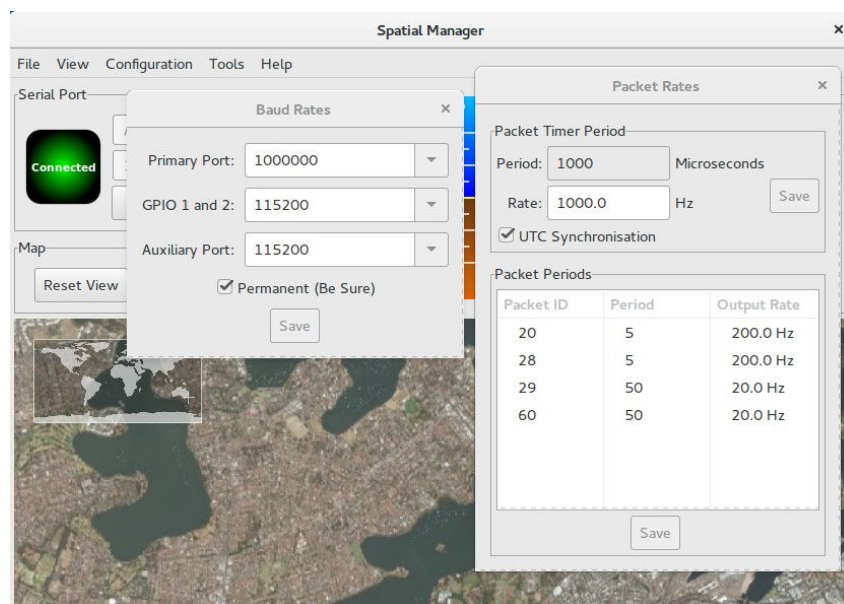 Spatial Manager
×
File View Configuration Tools Help
Serial Port
Connected
Map
Reset View
Baud Rates
×
Primary Port: 1000000
GPIO 1 and 2: 115200
Auxiliary Port: 115200
Permanent (Be Sure)
Save
Packet Rates
×
Packet Timer Period
Period: 1000 Microseconds
Rate: 1000.0 Hz
Save
UTC Synchronisation
Packet Periods
Packet ID Period Output Rate
20 5 200.0 Hz
28 5 200.0 Hz
29 50 20.0 Hz
60 50 20.0 Hz
Save